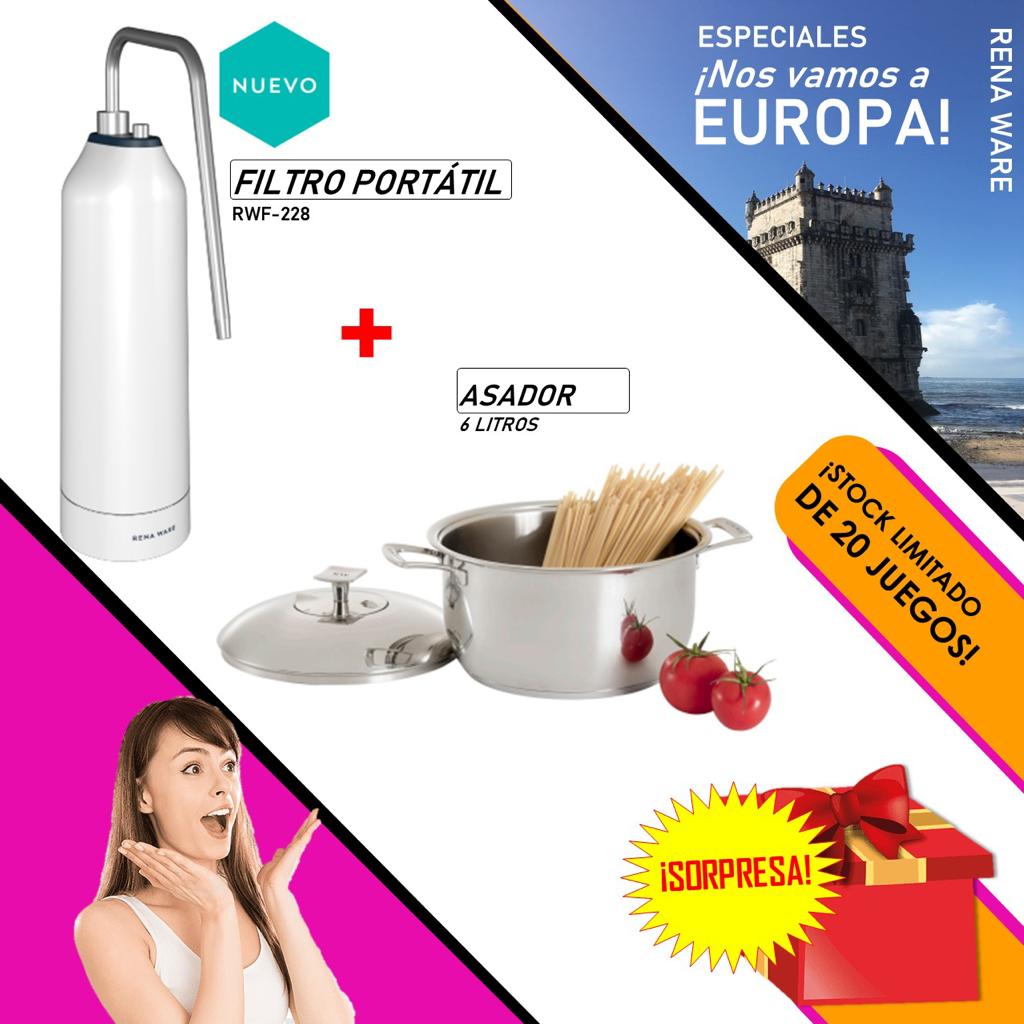 NUEVO
FILTRO PORTÁTIL
RWF-228
ESPECIALES
¡Nos vamos a
EUROPA!
RENA WARE
ASADOR
6 LITROS
¡STOCK LIMITADO
DE 20 JUEGOS!
RENA WARE
RW
¡SORPRESA!